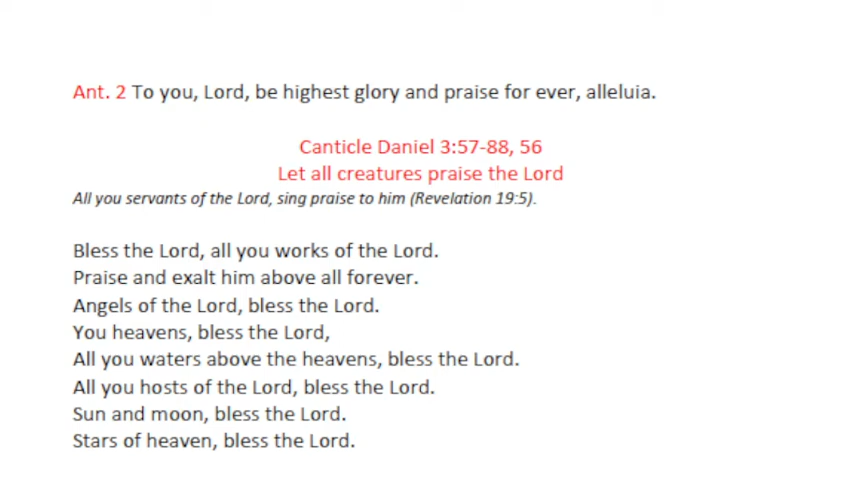 Ant. 2 To you, Lord, be highest glory and praise for ever, alleluia.
Canticle Daniel 3:57-88, 56
Let all creatures praise the Lord
All you servants of the Lord, sing praise to him (Revelation 19:5).
Bless the Lord, all you works of the Lord.
Praise and exalt him above all forever.
Angels of the Lord, bless the Lord.
You heavens, bless the Lord,
All you waters above the heavens, bless the Lord.
All you hosts of the Lord, bless the Lord.
Sun and moon, bless the Lord.
Stars of heaven, bless the Lord.